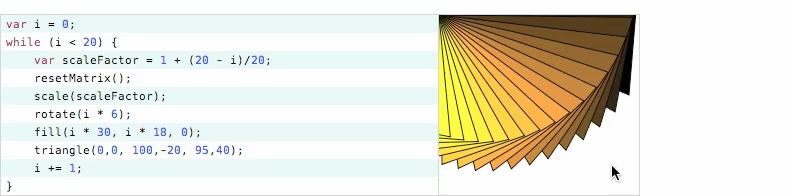 var i = 0;
while (i < 20) {
    var scaleFactor = 1 + (20 - i)/20;
    resetMatrix();
    scale(scaleFactor);
    rotate(i * 6);
    fill(i * 30, i * 18, 0);
    triangle(0,0, 100,-20, 95,40);
    i += 1;
}